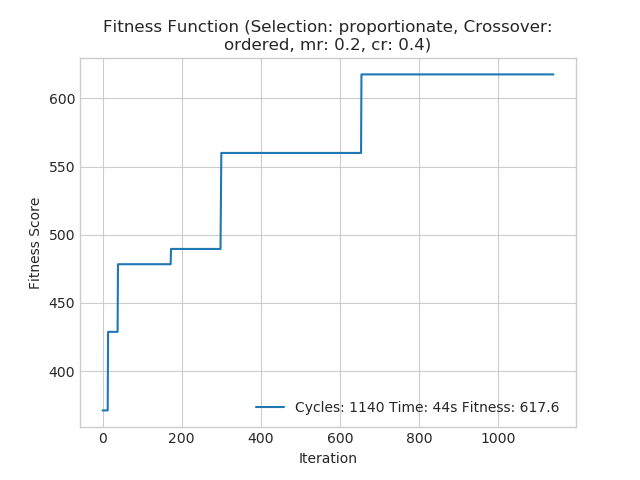 Fitness Function (Selection: proportionate, Crossover:
ordered, mr: 0.2, cr: 0.4)
Fitness Score
600
550
500
450
400
Cycles: 1140 Time: 44s Fitness: 617.6
0 200 400 600 800 1000
Iteration